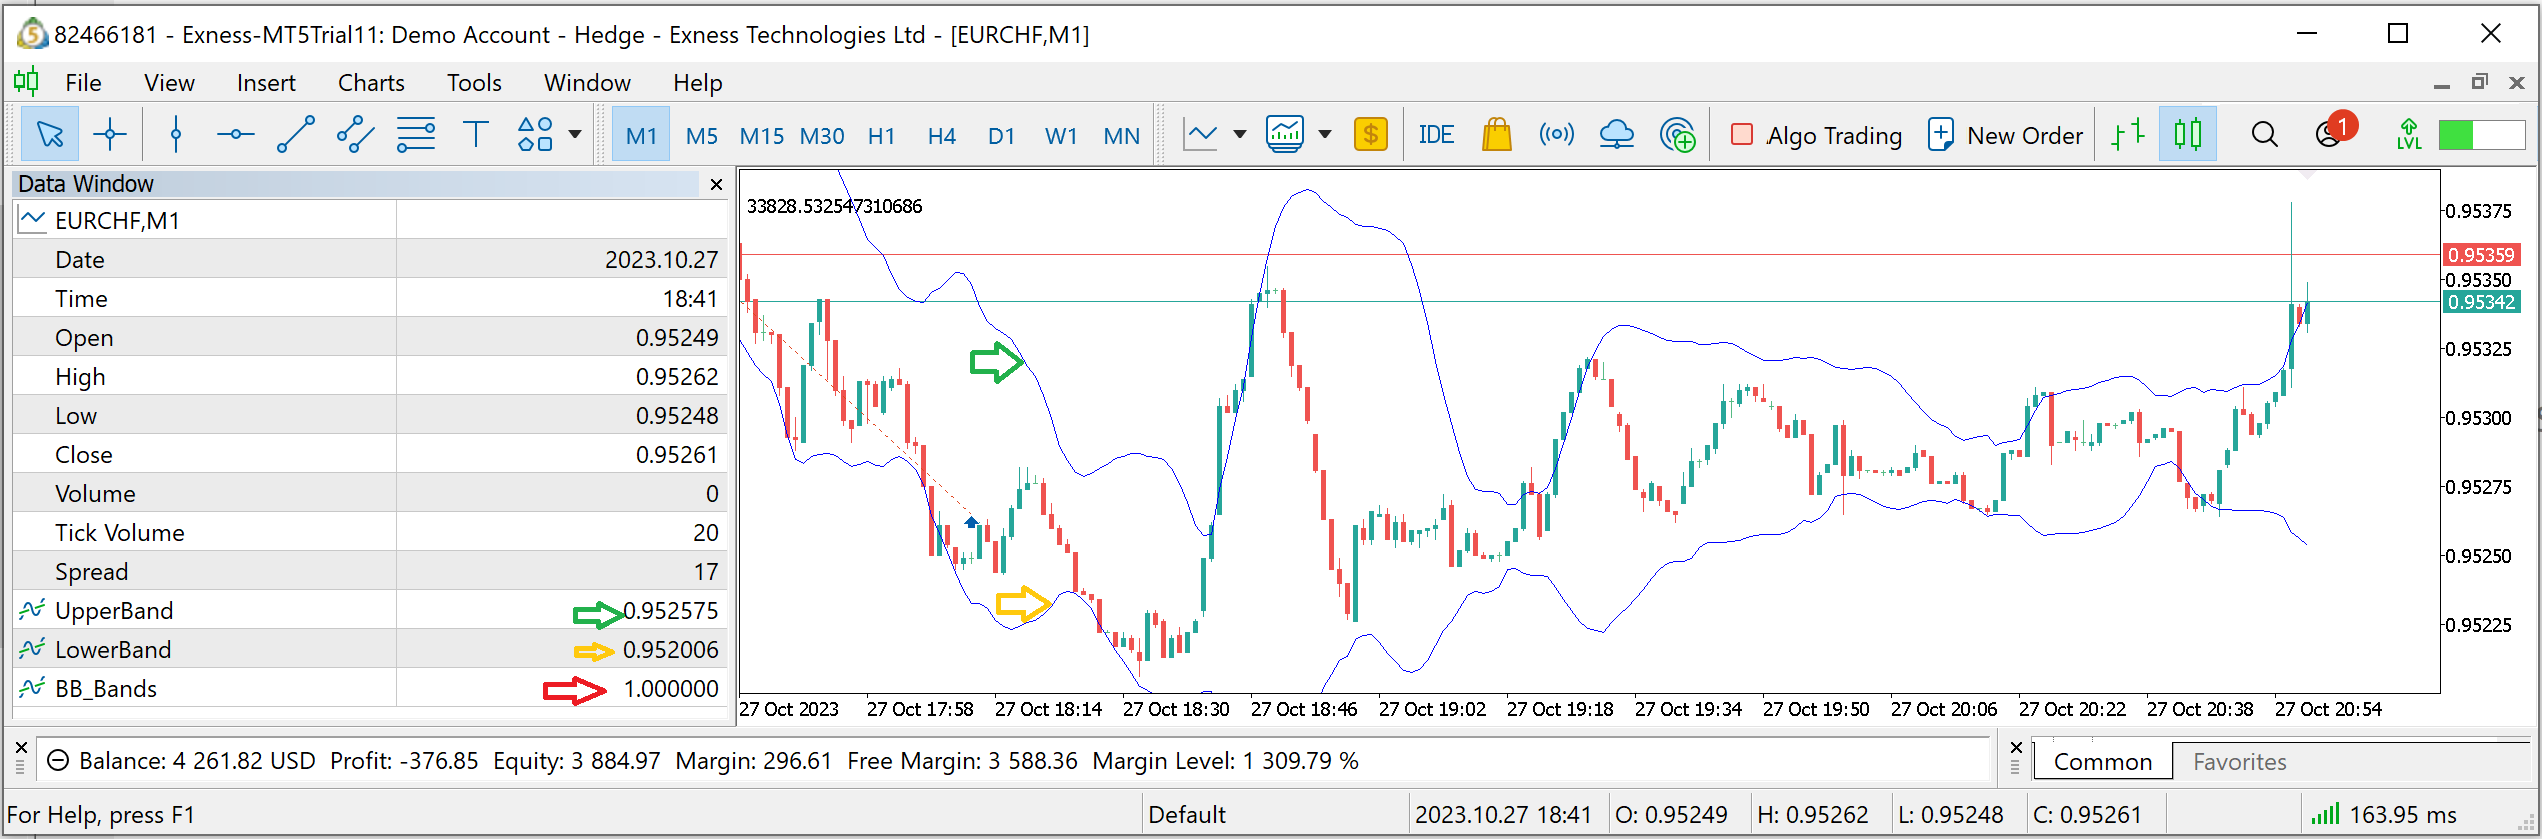 82466181 - Exness-MT5Trial11: Demo Account - Hedge - Exness Technologies Ltd - [EURCHF,M1]
File View Insert Charts Tools Window Help
T M1 M5 M15 M30 H1 H4 D1 W1 MN $ IDE Algo Trading New Order 1 LVL
Data Window
EURCHF,M1
Date 2023.10.27
Time 18:41
Open 0.95249
High 0.95262
Low 0.95248
Close 0.95261
Volume 0
Tick Volume 20
Spread 17
UpperBand 0.952575
LowerBand 0.952006
BB_Bands 1.000000
33828.532547310686
0.95375
0.95359
0.95350
0.95342
0.95325
0.95300
0.95275
0.95250
0.95225
27 Oct 2023 27 Oct 17:58 27 Oct 18:14 27 Oct 18:30 27 Oct 18:46 27 Oct 19:02 27 Oct 19:18 27 Oct 19:34 27 Oct 19:50 27 Oct 20:06 27 Oct 20:22 27 Oct 20:38 27 Oct 20:54
Balance: 4 261.82 USD Profit: -376.85 Equity: 3 884.97 Margin: 296.61 Free Margin: 3 588.36 Margin Level: 1 309.79 %
Common Favorites
For Help, press F1 Default 2023.10.27 18:41 O: 0.95249 H: 0.95262 L: 0.95248 C: 0.95261 163.95 ms